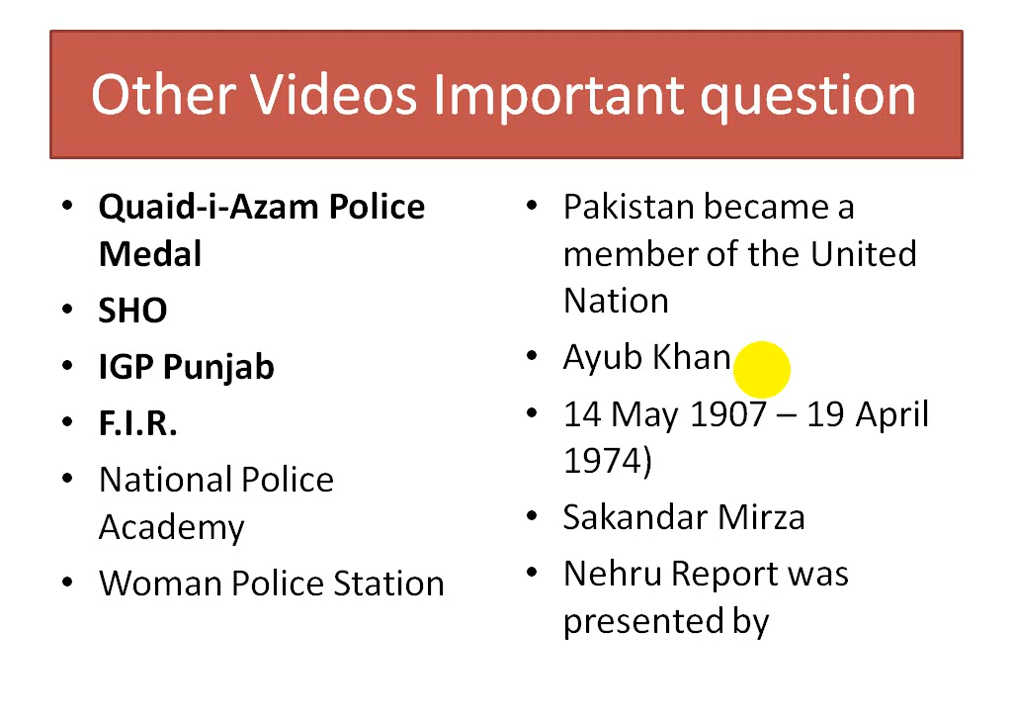 Other Videos Important question
• Quaid-i-Azam Police
Medal
• SHO
• IGP Punjab
• F.I.R.
• National Police
Academy
• Woman Police Station
• Pakistan became a
member of the United
Nation
• Ayub Khan
• 14 May 1907 – 19 April
1974)
• Sakandar Mirza
• Nehru Report was
presented by